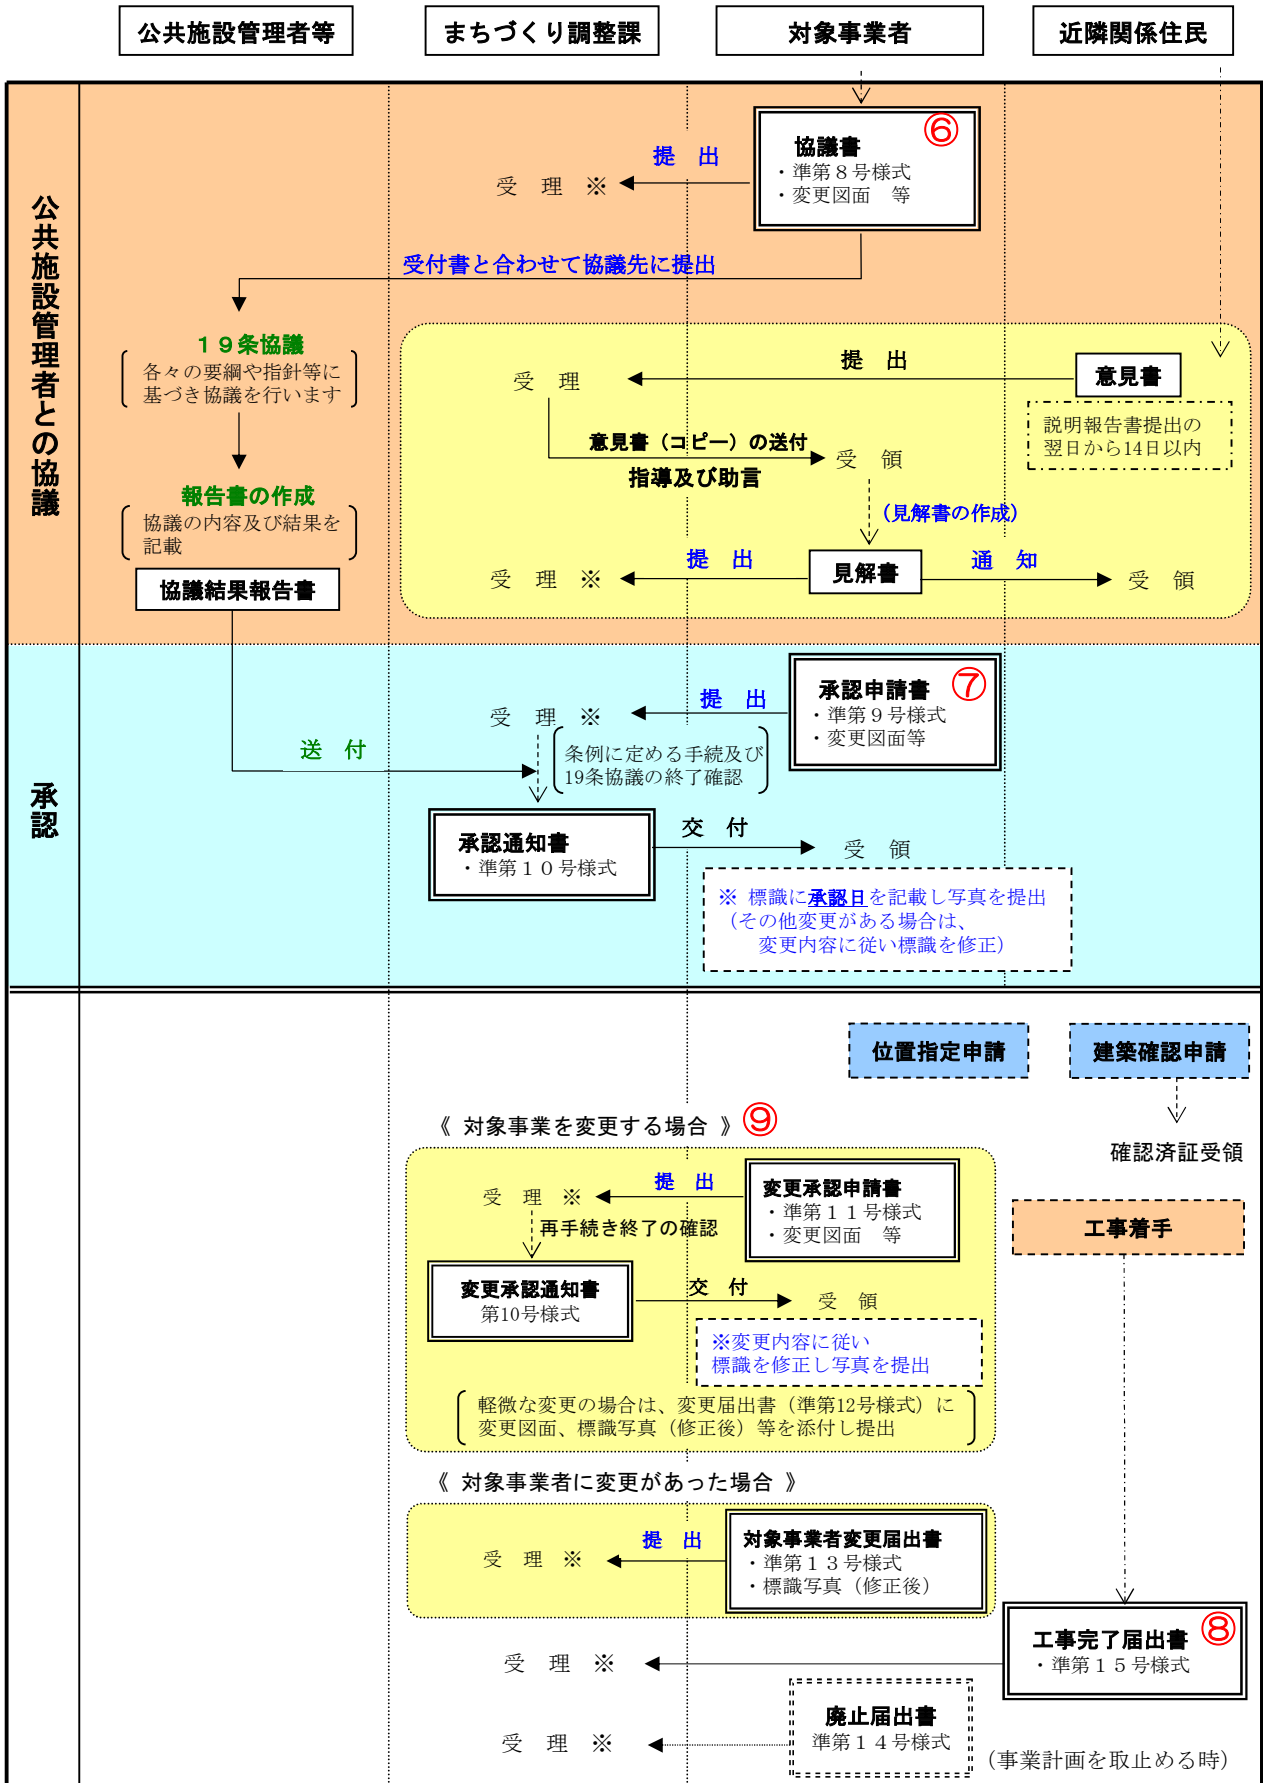 公共施設管理者等
まちづくり調整課
対象事業者
近隣関係住民
公共施設管理者との協議
⑥
協議書
・準第８号様式
・変更図面　等
提　出
受　理　※
受付書と合わせて協議先に提出
１９条協議
各々の要綱や指針等に
基づき協議を行います
提　出
受　理
意見書
説明報告書提出の
翌日から14日以内
意見書（コピー）の送付
受　領
指導及び助言
報告書の作成
協議の内容及び結果を
記載
（見解書の作成）
協議結果報告書
受　理　※
提　出
見解書
通　知
受　領
承認
承認申請書
⑦
・準第９号様式
・変更図面等
提　出
受　理　※
送　付
条例に定める手続及び
19条協議の終了確認
承認通知書
・準第１０号様式
交　付
受　領
※ 標識に承認日を記載し写真を提出
（その他変更がある場合は、
変更内容に従い標識を修正）
位置指定申請
建築確認申請
確認済証受領
《 対象事業を変更する場合 》
⑨
変更承認申請書
・準第１１号様式
・変更図面　等
提　出
受　理　※
再手続き終了の確認
変更承認通知書
第10号様式
交　付
受　領
※変更内容に従い
標識を修正し写真を提出
軽微な変更の場合は、変更届出書（準第12号様式）に
変更図面、標識写真（修正後）等を添付し提出
工事着手
《 対象事業者に変更があった場合 》
対象事業者変更届出書
・準第１３号様式
・標識写真（修正後）
提　出
受　理　※
工事完了届出書
⑧
・準第１５号様式
受　理　※
廃止届出書
準第１４号様式
受　理　※
（事業計画を取止める時）